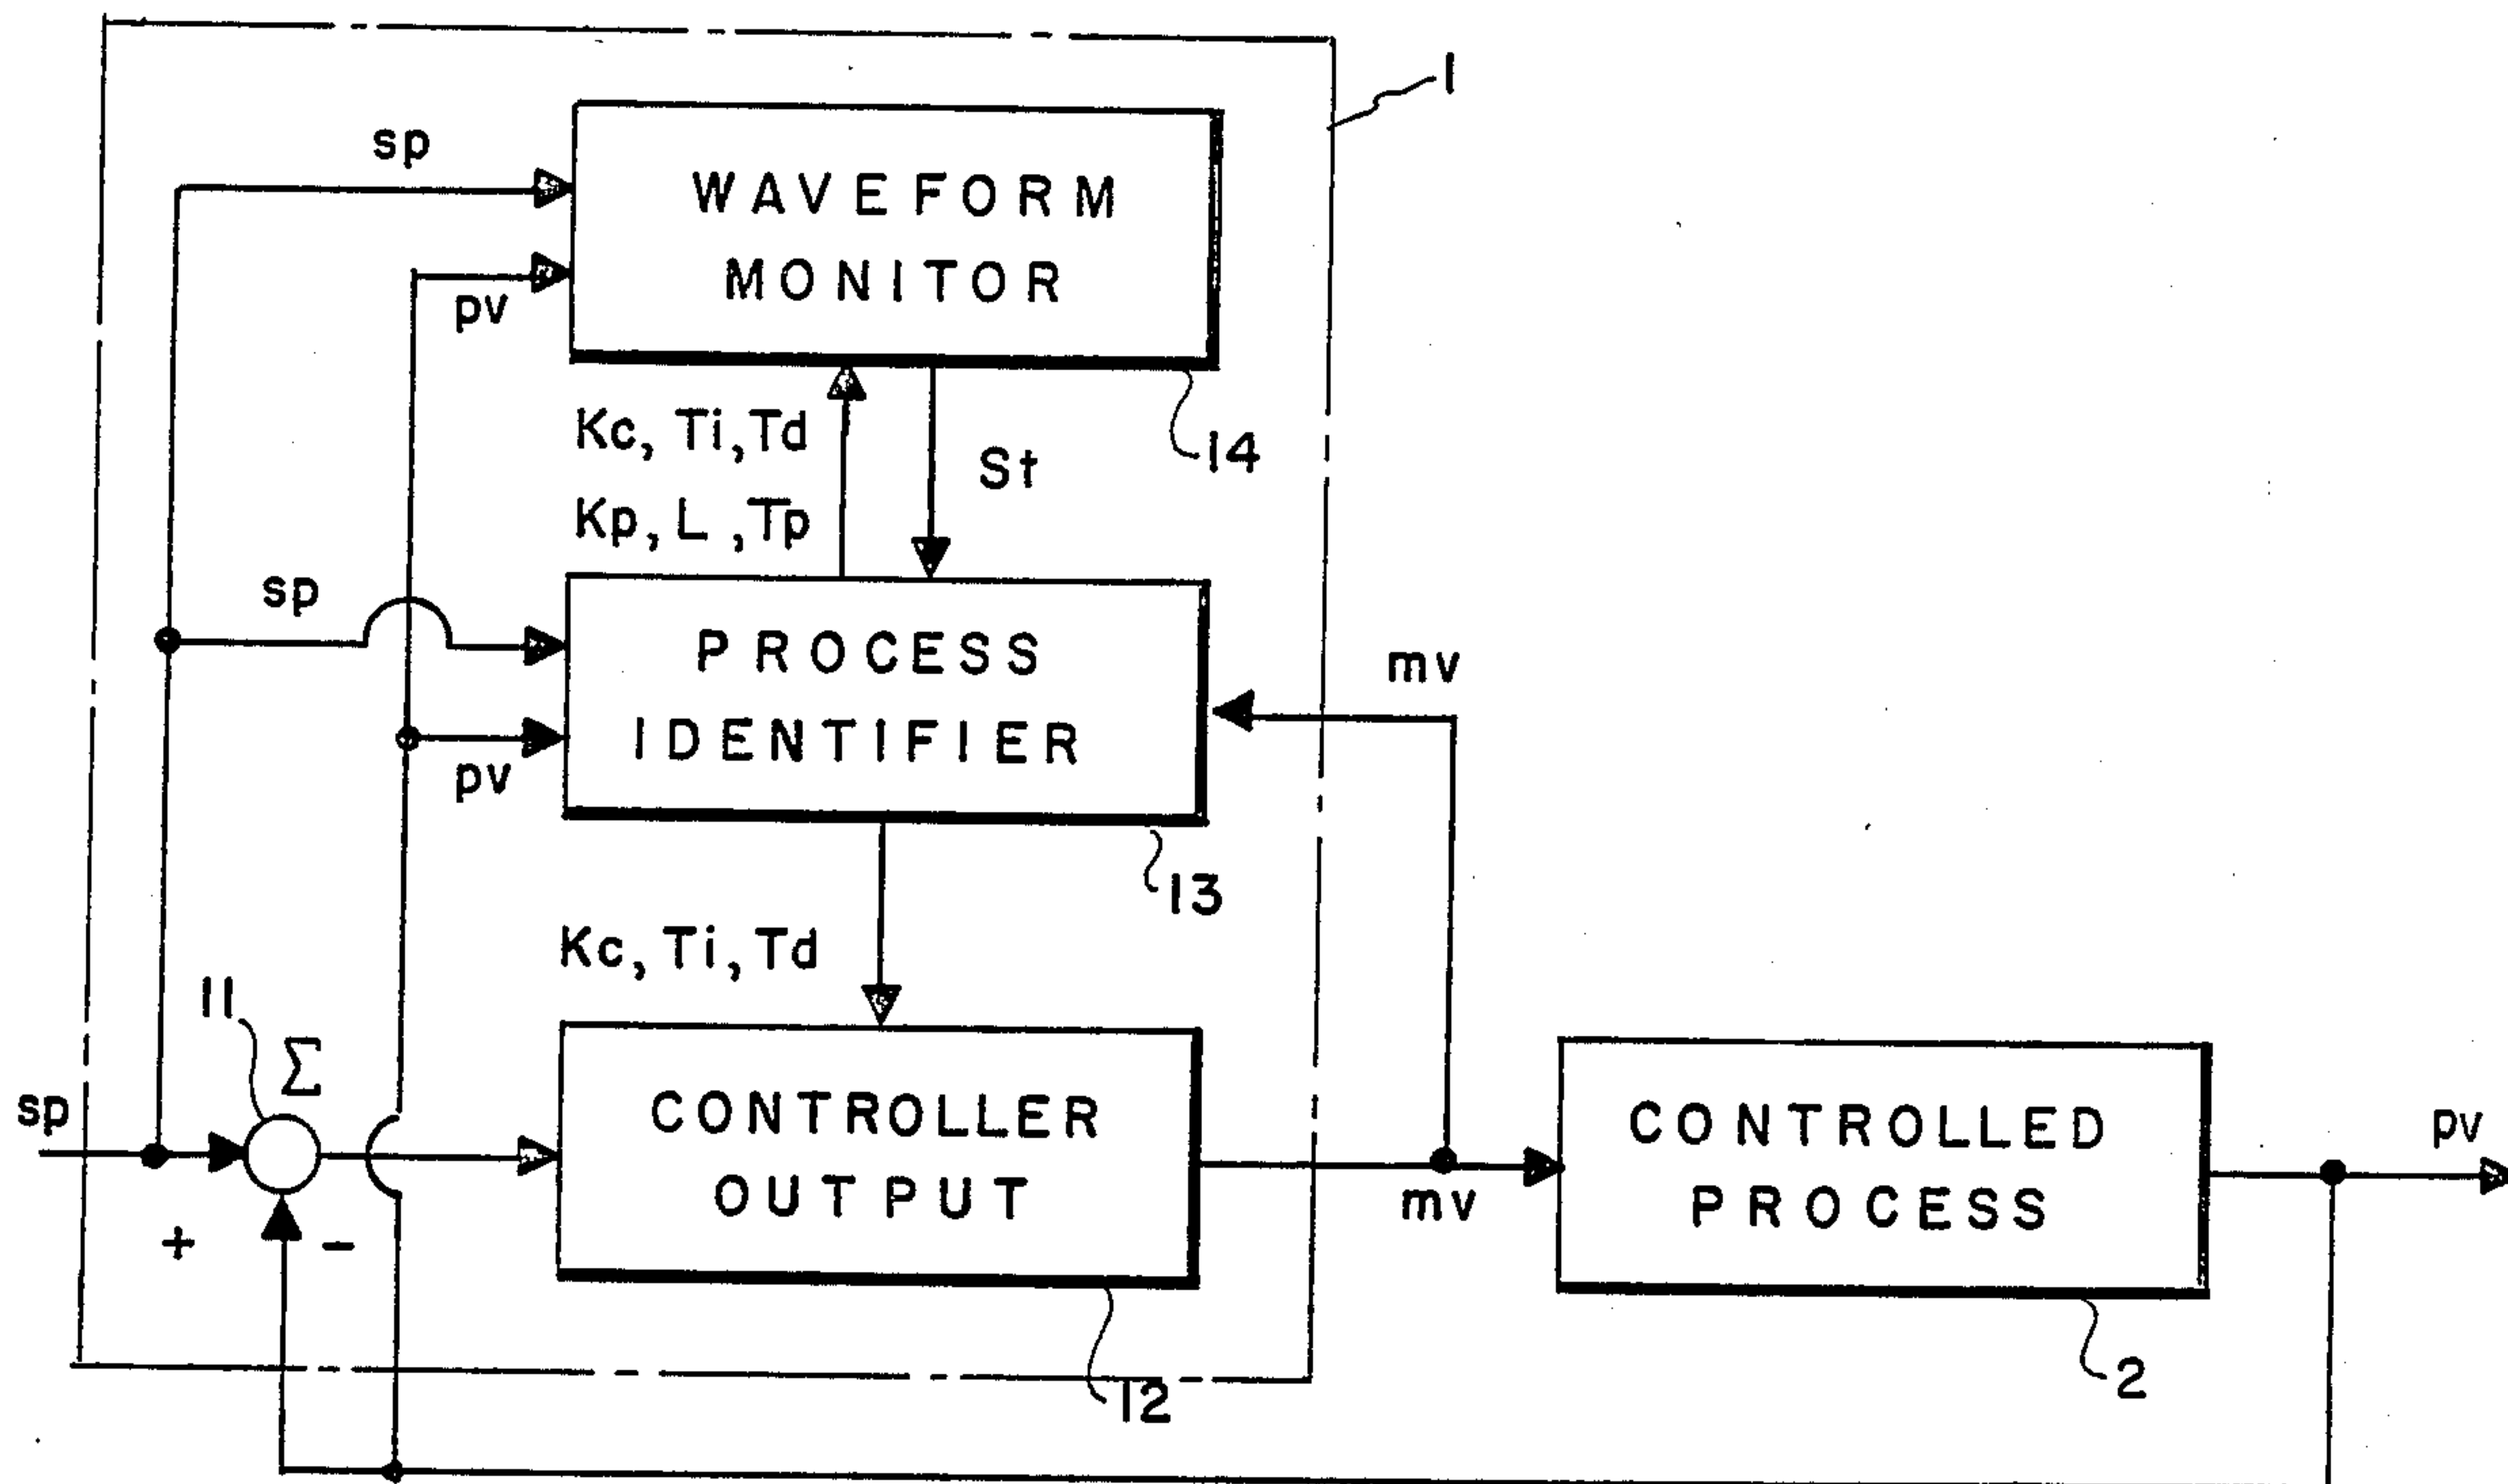 1
sp
WAVEFORM
MONITOR
pv
Kc, Ti, Td
St
14
Kp, L, Tp
sp
PROCESS
IDENTIFIER
mv
pv
13
Kc, Ti, Td
11
Σ
sp
CONTROLLER
OUTPUT
mv
CONTROLLED
PROCESS
pv
+
-
12
2